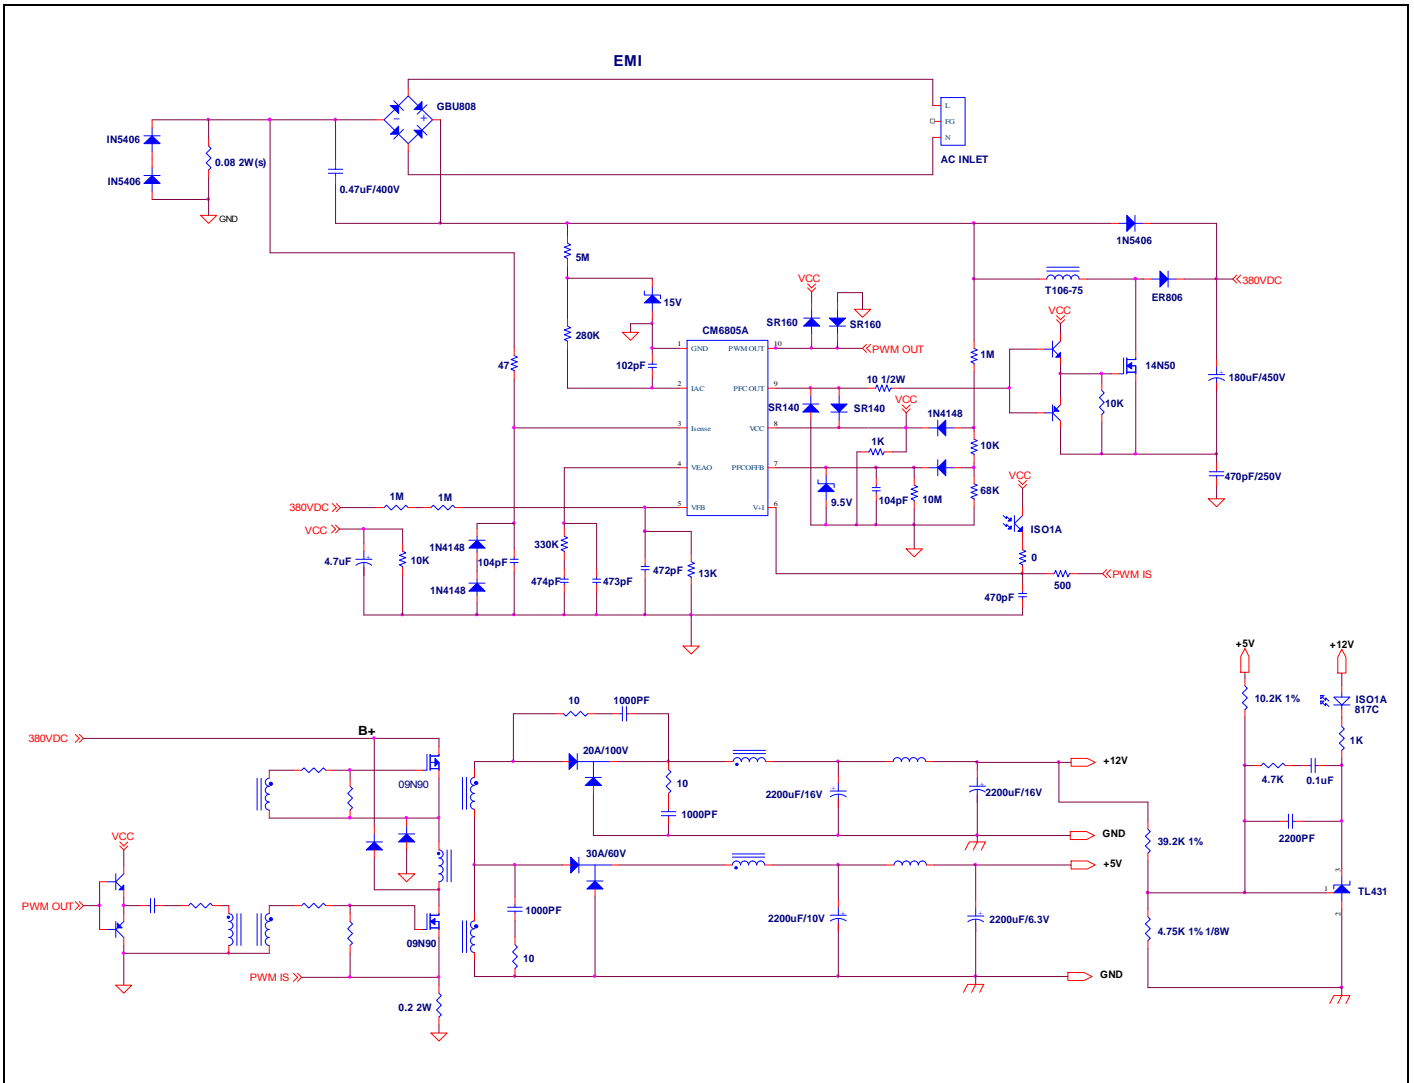 EMI
GBU808
- +
L
FG
N
AC INLET
IN5406
0.08 2W(s)
IN5406
0.47uF/400V
GND
1N5406
5M
VCC
T106-75
ER806
380VDC
15V
280K
CM6805A
SR160
SR160
VCC
1 GND PWM OUT 10
PWM OUT
47
102pF
1M
14N50
180uF/450V
2 IAC PFC OUT 9
10 1/2W
VCC
SR140
SR140
1N4148
10K
3 Isense VCC 8
1K
10K
4 VEAO PFCOFFB 7
VCC
470pF/250V
1M
1M
9.5V
104pF
10M
68K
380VDC
5 VFB V+I 6
VCC
ISO1A
4.7uF
10K
1N4148
104pF
330K
0
1N4148
474pF
473pF
472pF
13K
500
PWM IS
470pF
+5V
+12V
10
1000PF
10.2K 1%
ISO1A
817C
380VDC
B+
20A/100V
1K
+12V
09N90
10
4.7K
0.1uF
2200uF/16V
2200uF/16V
1000PF
2200PF
VCC
GND
39.2K 1%
30A/60V
+5V
3
1
TL431
2
PWM OUT
1000PF
2200uF/10V
2200uF/6.3V
4.75K 1% 1/8W
09N90
10
PWM IS
GND
0.2 2W